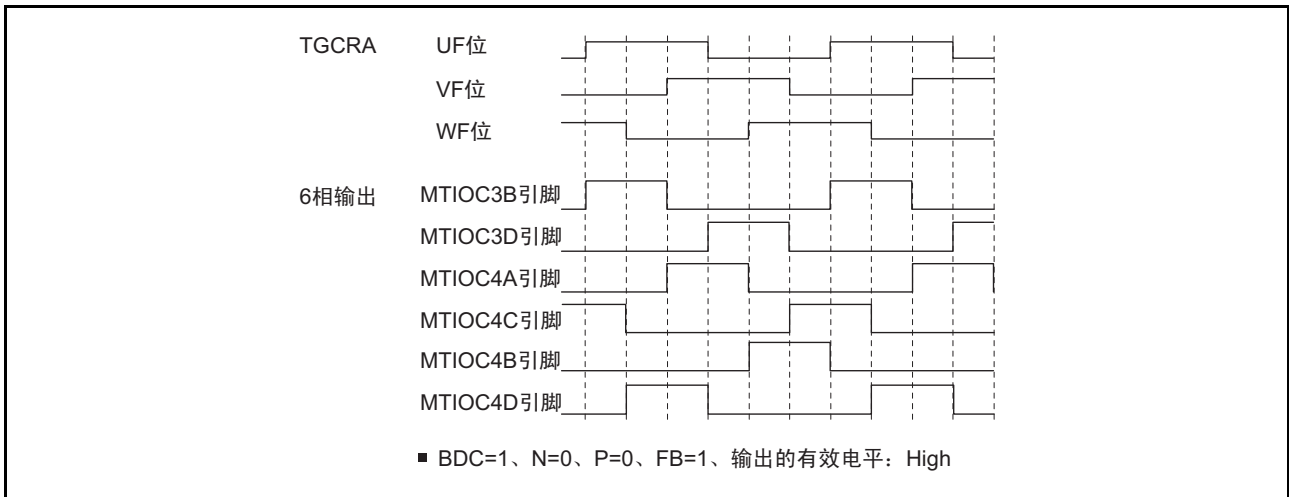 TGCRA UF位
VF位
WF位
6相输出 MTIOC3B引脚
MTIOC3D引脚
MTIOC4A引脚
MTIOC4C引脚
MTIOC4B引脚
MTIOC4D引脚
■ BDC=1、N=0、P=0、FB=1、输出的有效电平：High